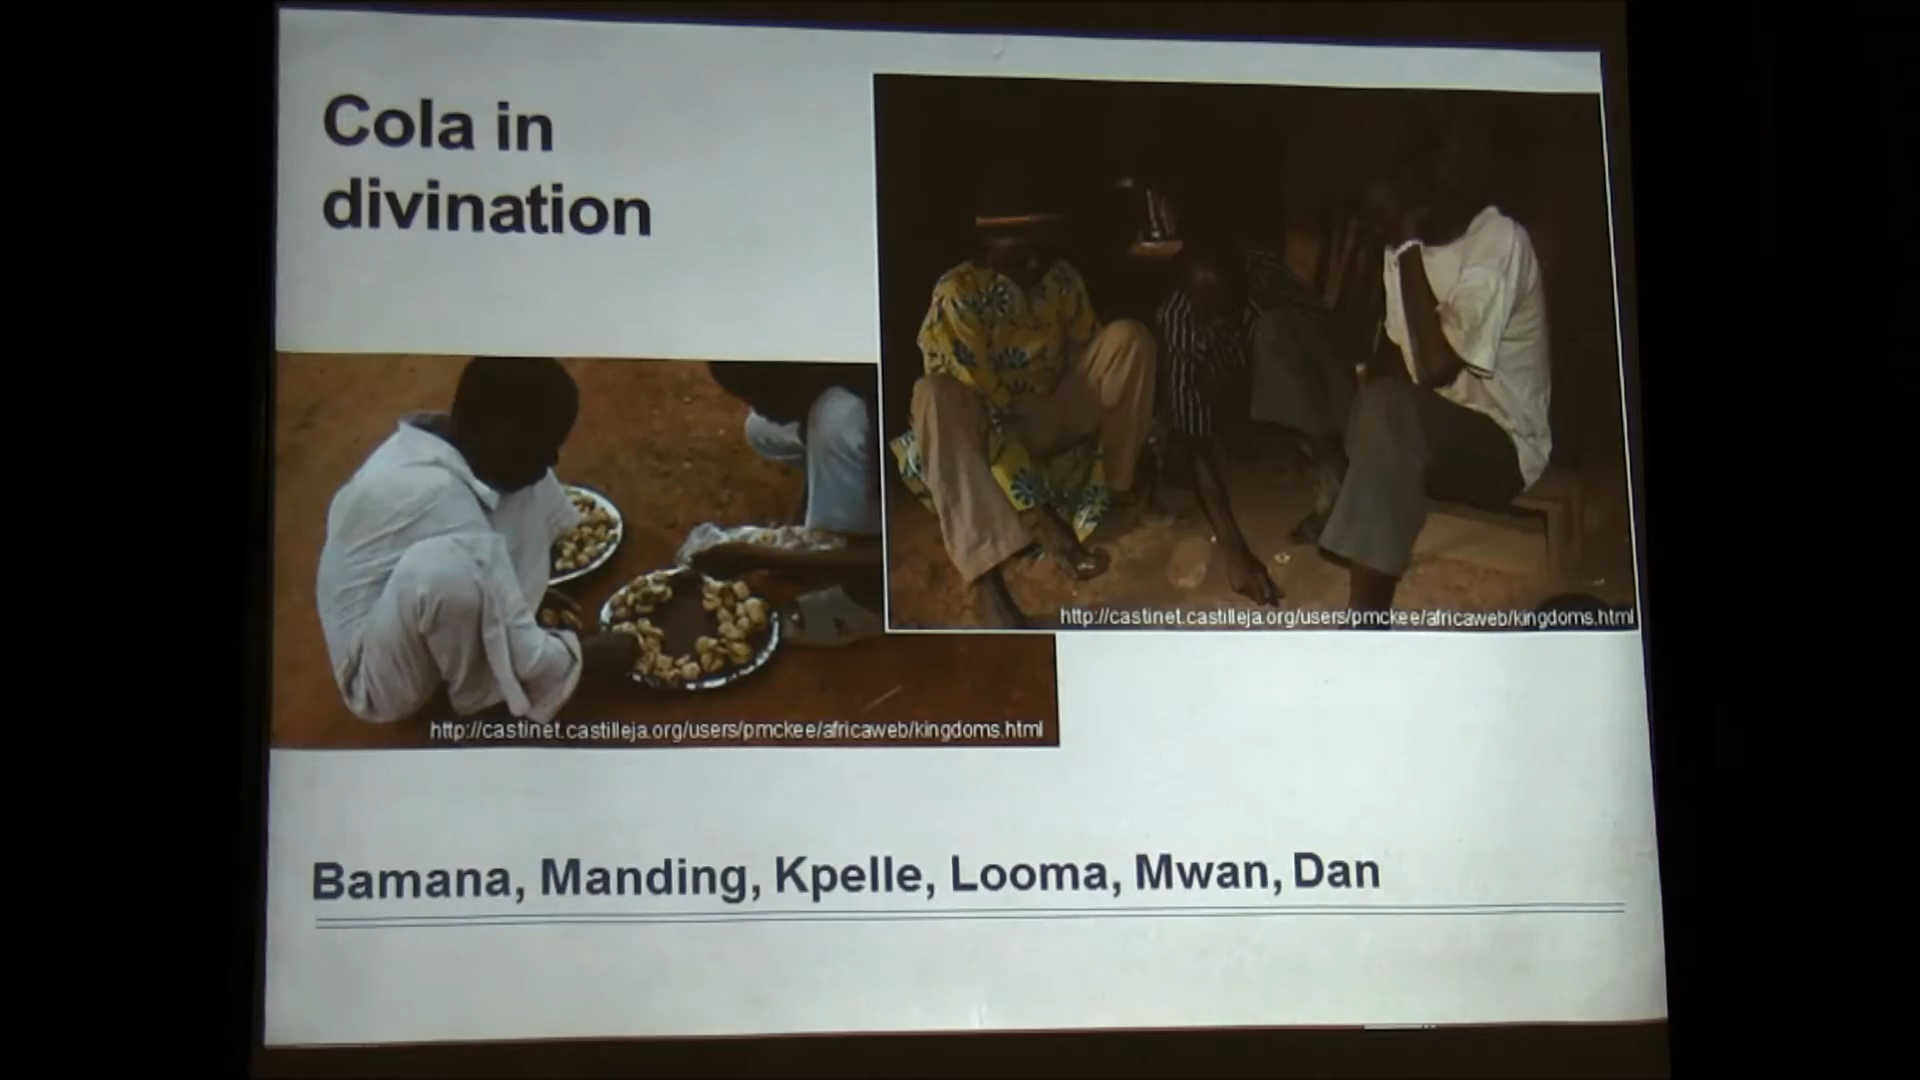 Cola in
divination
http://castinet.castilleja.org/users/pmckee/africaweb/kingdoms.html
http://castinet.castilleja.org/users/pmckee/africaweb/kingdoms.html
Bamana, Manding, Kpelle, Looma, Mwan, Dan